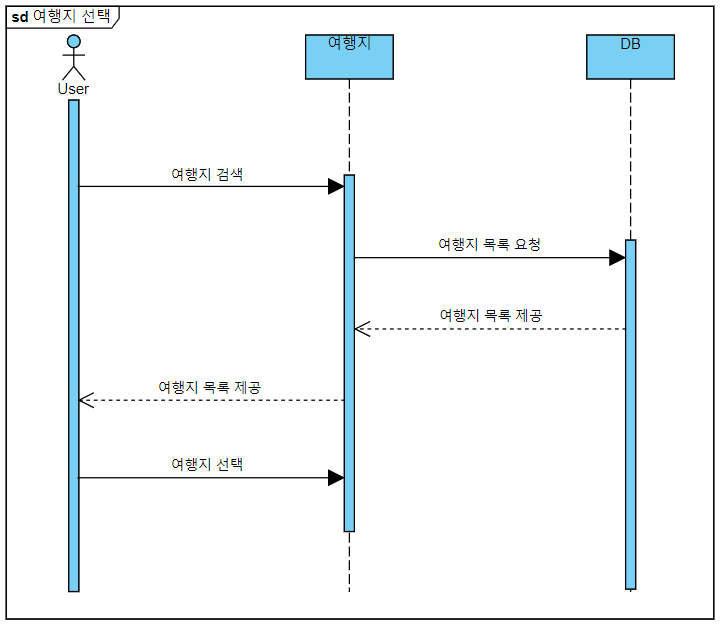 sd 여행지 선택
User
여행지
DB
여행지 검색
여행지 목록 요청
여행지 목록 제공
여행지 목록 제공
여행지 선택